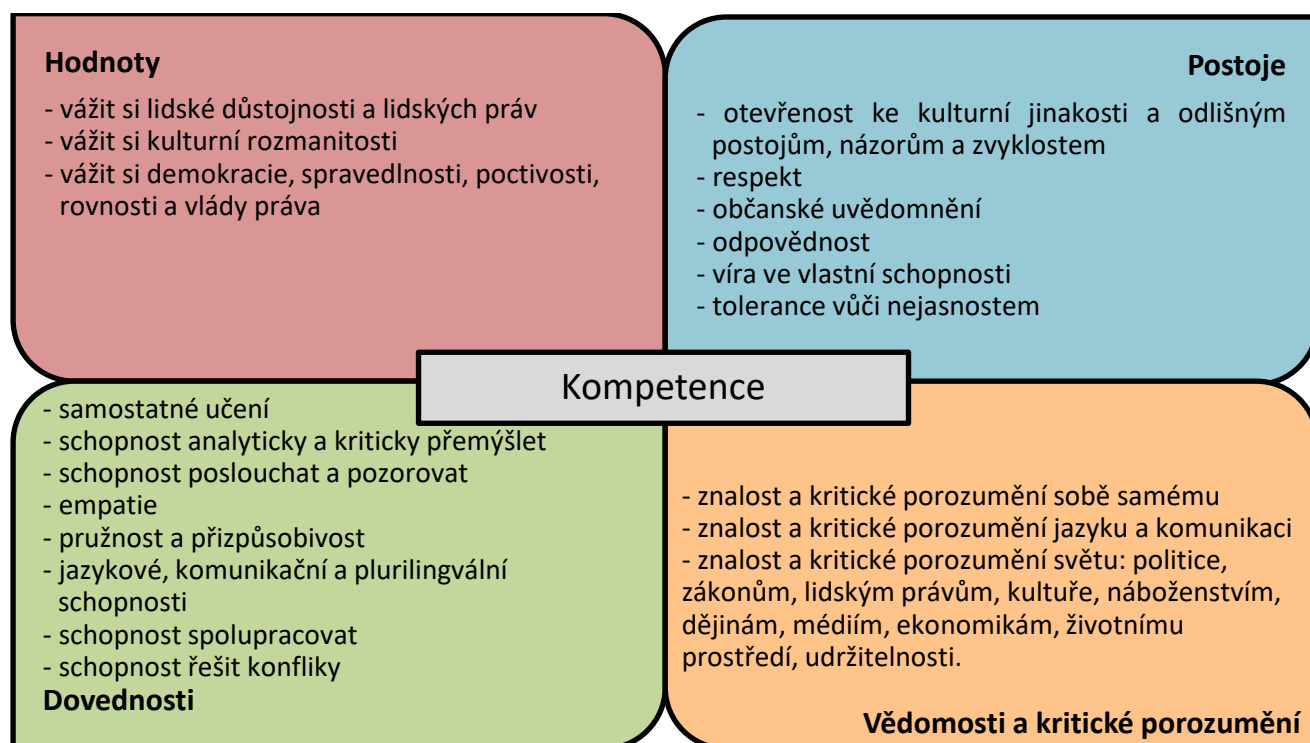 Hodnoty
- vážit si lidské důstojnosti a lidských práv
- vážit si kulturní rozmanitosti
- vážit si demokracie, spravedlnosti, poctivosti,
rovnosti a vlády práva
Postoje
- otevřenost ke kulturní jinakosti a odlišným
postojům, názorům a zvyklostem
- respekt
- občanské uvědomnění
- odpovědnost
- víra ve vlastní schopnosti
- tolerance vůči nejasnostem
Kompetence
- samostatné učení
- schopnost analyticky a kriticky přemýšlet
- schopnost poslouchat a pozorovat
- empatie
- pružnost a přizpůsobivost
- jazykové, komunikační a plurilingvální
schopnosti
- schopnost spolupracovat
- schopnost řešit konfliky
Dovednosti
- znalost a kritické porozumění sobě samému
- znalost a kritické porozumění jazyku a komunikaci
- znalost a kritické porozumění světu: politice,
zákonům, lidským právům, kultuře, náboženstvím,
dějinám, médiím, ekonomikám, životnímu
prostředí, udržitelnosti.
Vědomosti a kritické porozumění